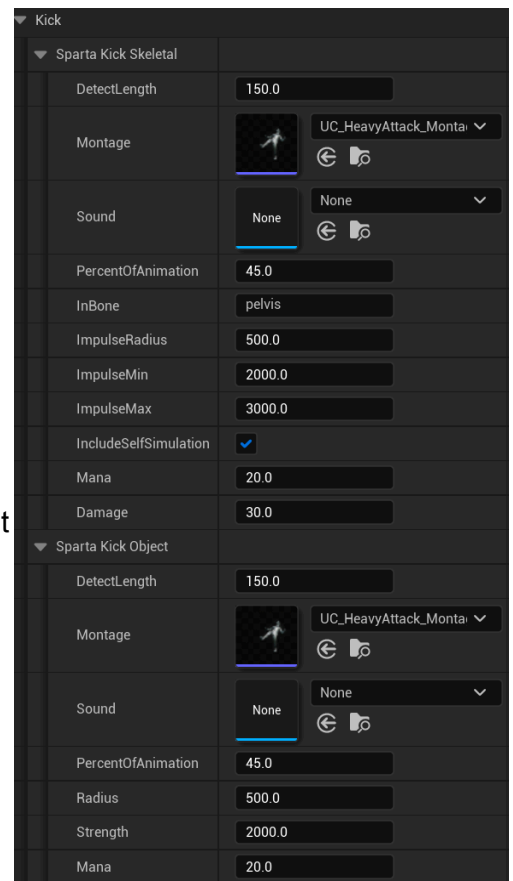 Kick
Sparta Kick Skeletal
DetectLength 150.0
Montage UC_HeavyAttack_Monta
Sound None None
PercentOfAnimation 45.0
InBone pelvis
ImpulseRadius 500.0
ImpulseMin 2000.0
ImpulseMax 3000.0
IncludeSelfSimulation
Mana 20.0
t
Damage 30.0
Sparta Kick Object
DetectLength 150.0
Montage UC_HeavyAttack_Monta
Sound None None
PercentOfAnimation 45.0
Radius 500.0
Strength 2000.0
Mana 20.0